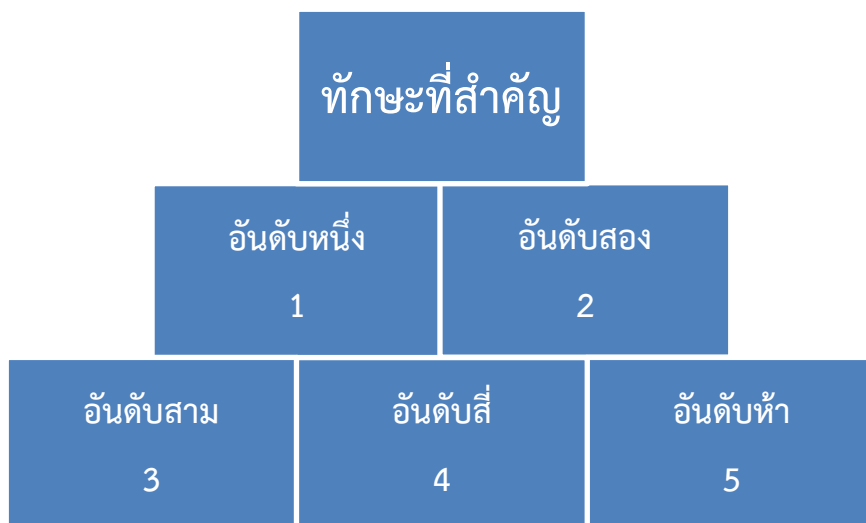 ทักษะที่สำคัญ
อันดับหนึ่ง
1
อันดับสอง
2
อันดับสาม
3
อันดับสี่
4
อันดับห้า
5